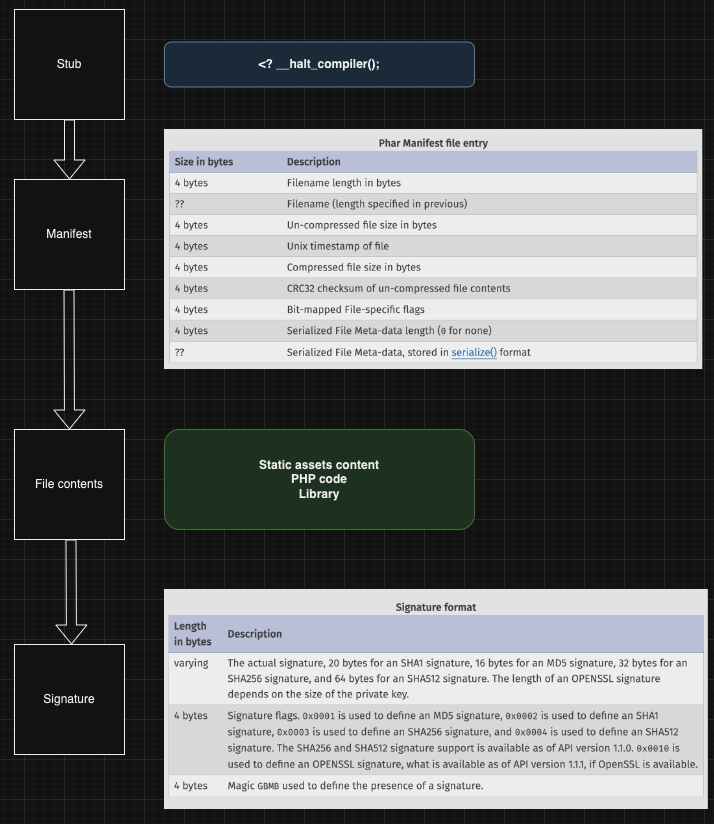 Stub
<? __halt_compiler();
Phar Manifest file entry
Size in bytes Description
4 bytes Filename length in bytes
?? Filename (length specified in previous)
4 bytes Un-compressed file size in bytes
4 bytes Unix timestamp of file
4 bytes Compressed file size in bytes
4 bytes CRC32 checksum of un-compressed file contents
4 bytes Bit-mapped File-specific flags
4 bytes Serialized File Meta-data length (0 for none)
?? Serialized File Meta-data, stored in serialize() format
Manifest
File contents
Static assets content
PHP code
Library
Signature format
Length
in bytes
Description
varying The actual signature, 20 bytes for an SHA1 signature, 16 bytes for an MD5 signature, 32 bytes for an
SHA256 signature, and 64 bytes for an SHA512 signature. The length of an OPENSSL signature
depends on the size of the private key.
4 bytes Signature flags. 0x0001 is used to define an MD5 signature, 0x0002 is used to define an SHA1
signature, 0x0003 is used to define an SHA256 signature, and 0x0004 is used to define an SHA512
signature. The SHA256 and SHA512 signature support is available as of API version 1.1.0. 0x0010 is
used to define an OPENSSL signature, what is available as of API version 1.1.1, if OpenSSL is available.
4 bytes Magic GBMB used to define the presence of a signature.
Signature